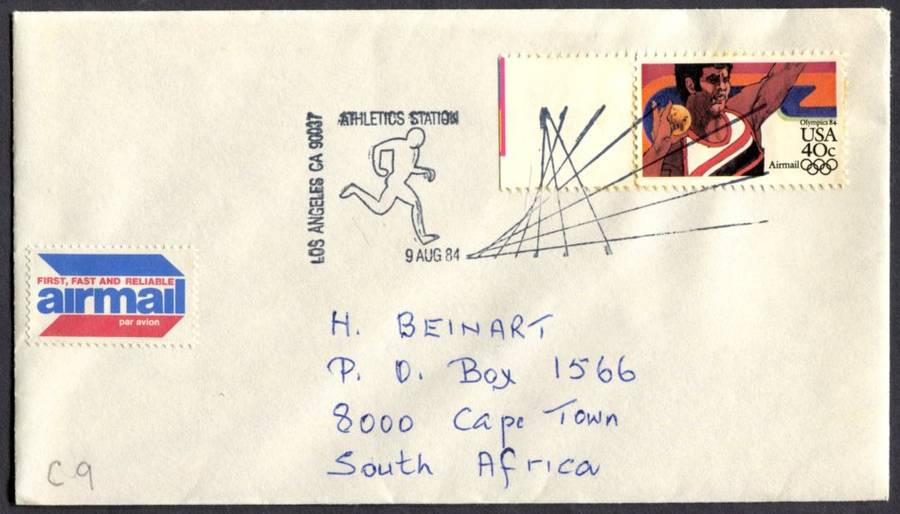 ATHLETICS STATION
LOS ANGELES CA 90037
9 AUG 84
Olympics 84
USA
40c
Airmail
FIRST, FAST AND RELIABLE
airmail
par avion
H. BEINART
P. O. Box 1566
8000 Cape Town
South Africa
C9